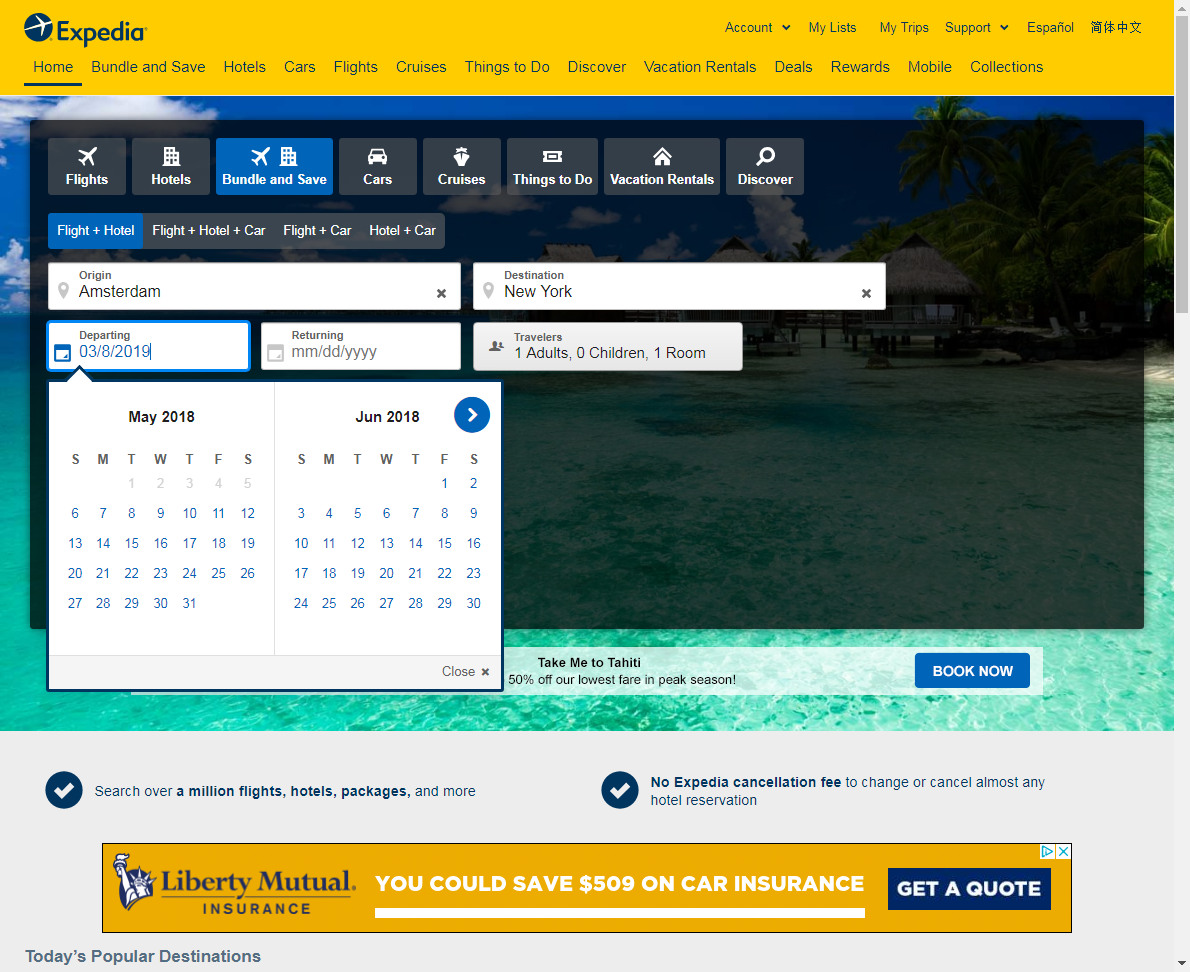 Expedia
Account My Lists My Trips Support Español 简体中文
Home Bundle and Save Hotels Cars Flights Cruises Things to Do Discover Vacation Rentals Deals Rewards Mobile Collections
Flights Hotels Bundle and Save Cars Cruises Things to Do Vacation Rentals Discover
Flight + Hotel Flight + Hotel + Car Flight + Car Hotel + Car
Origin
Amsterdam
Destination
New York
Departing
03/8/2019
Returning
mm/dd/yyyy
Travelers
1 Adults, 0 Children, 1 Room
May 2018
S M T W T F S
1 2 3 4 5
6 7 8 9 10 11 12
13 14 15 16 17 18 19
20 21 22 23 24 25 26
27 28 29 30 31
Jun 2018
S M T W T F S
1 2
3 4 5 6 7 8 9
10 11 12 13 14 15 16
17 18 19 20 21 22 23
24 25 26 27 28 29 30
Close
Take Me to Tahiti
50% off our lowest fare in peak season!
BOOK NOW
Search over a million flights, hotels, packages, and more
No Expedia cancellation fee to change or cancel almost any
hotel reservation
Liberty Mutual.
INSURANCE
YOU COULD SAVE $509 ON CAR INSURANCE
GET A QUOTE
Today's Popular Destinations